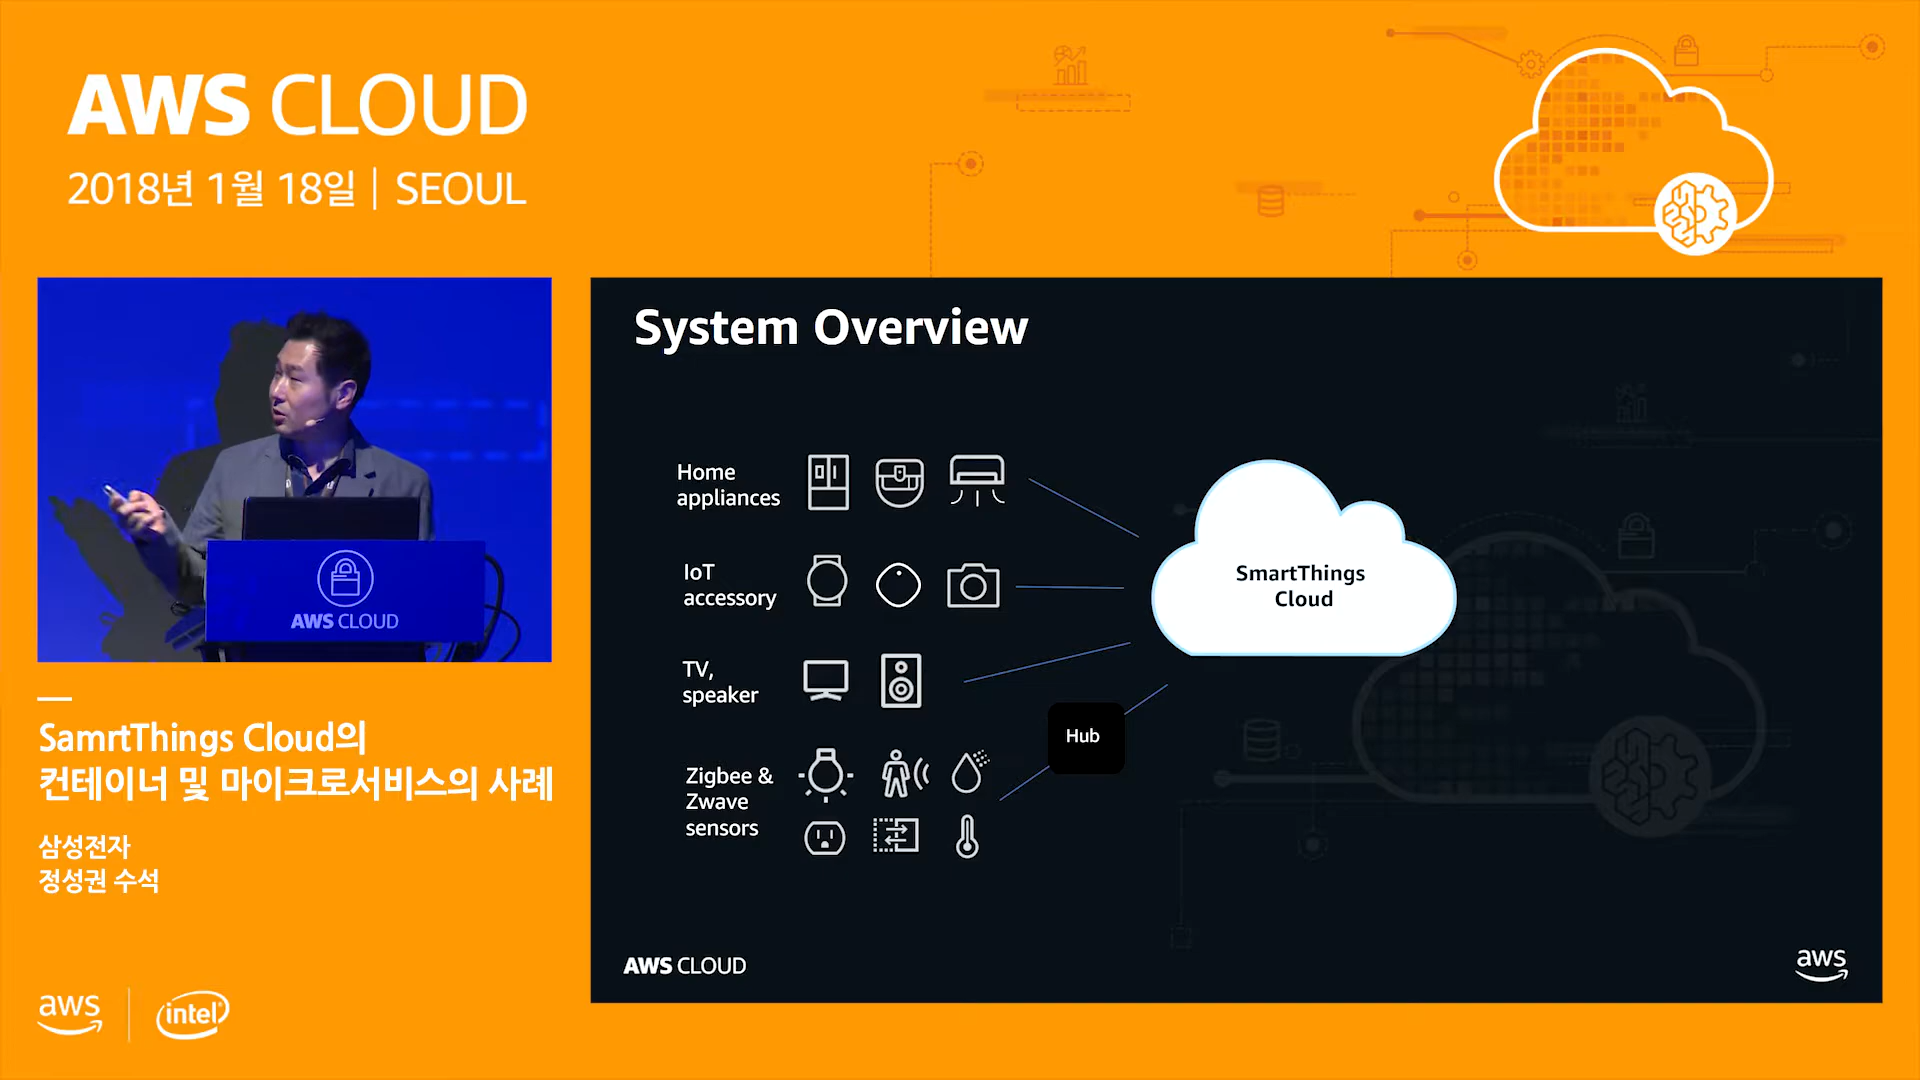 AWS CLOUD
2018년 1월 18일 | SEOUL
AWS CLOUD
SamrtThings Cloud의
컨테이너 및 마이크로서비스의 사례
삼성전자
정성권 수석
aws
intel
System Overview
Home
appliances
IoT
accessory
TV,
speaker
Zigbee &
Zwave
sensors
Hub
SmartThings
Cloud
AWS CLOUD
aws